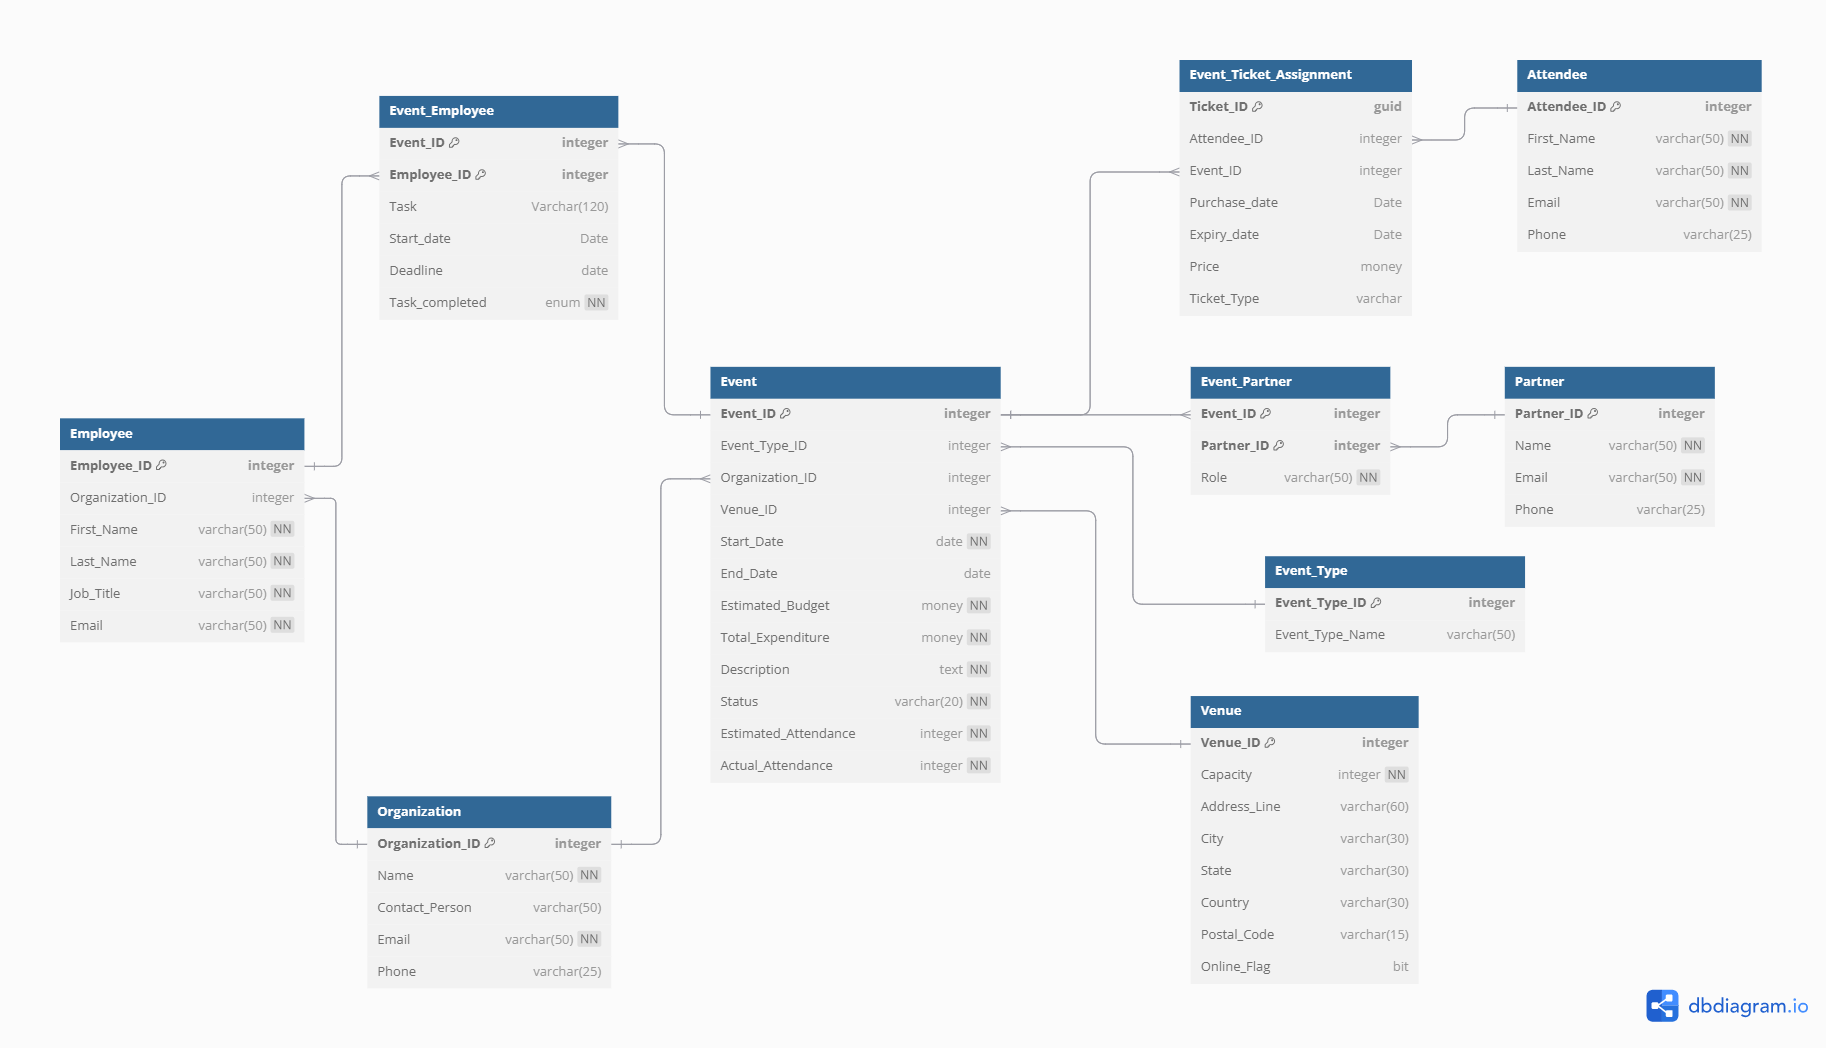 Event_Employee
Event_ID integer
Employee_ID integer
Task Varchar(120)
Start_date Date
Deadline date
Task_completed enum NN
Employee
Employee_ID integer
Organization_ID integer
First_Name varchar(50) NN
Last_Name varchar(50) NN
Job_Title varchar(50) NN
Email varchar(50) NN
Organization
Organization_ID integer
Name varchar(50) NN
Contact_Person varchar(50)
Email varchar(50) NN
Phone varchar(25)
Event
Event_ID integer
Event_Type_ID integer
Organization_ID integer
Venue_ID integer
Start_Date date NN
End_Date date
Estimated_Budget money NN
Total_Expenditure money NN
Description text NN
Status varchar(20) NN
Estimated_Attendance integer NN
Actual_Attendance integer NN
Event_Ticket_Assignment
Ticket_ID guid
Attendee_ID integer
Event_ID integer
Purchase_date Date
Expiry_date Date
Price money
Ticket_Type varchar
Attendee
Attendee_ID integer
First_Name varchar(50) NN
Last_Name varchar(50) NN
Email varchar(50) NN
Phone varchar(25)
Event_Partner
Event_ID integer
Partner_ID integer
Role varchar(50) NN
Partner
Partner_ID integer
Name varchar(50) NN
Email varchar(50) NN
Phone varchar(25)
Event_Type
Event_Type_ID integer
Event_Type_Name varchar(50)
Venue
Venue_ID integer
Capacity integer NN
Address_Line varchar(60)
City varchar(30)
State varchar(30)
Country varchar(30)
Postal_Code varchar(15)
Online_Flag bit
dbdiagram.io